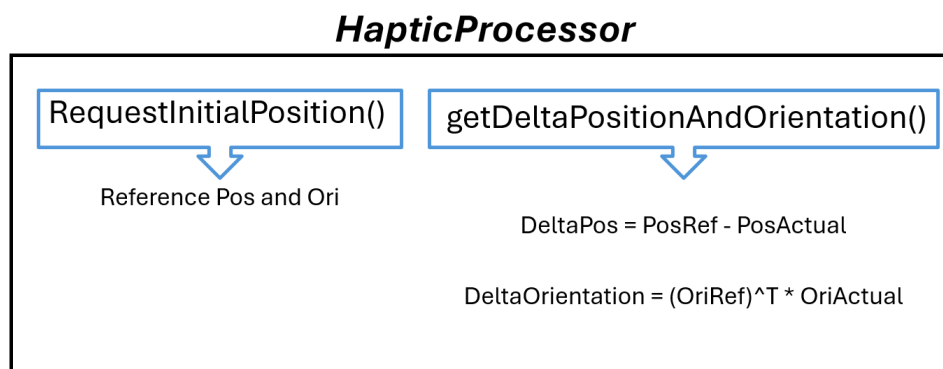 HapticProcessor
RequestInitialPosition()
getDeltaPositionAndOrientation()
Reference Pos and Ori
DeltaPos = PosRef - PosActual
DeltaOrientation = (OriRef)^T * OriActual